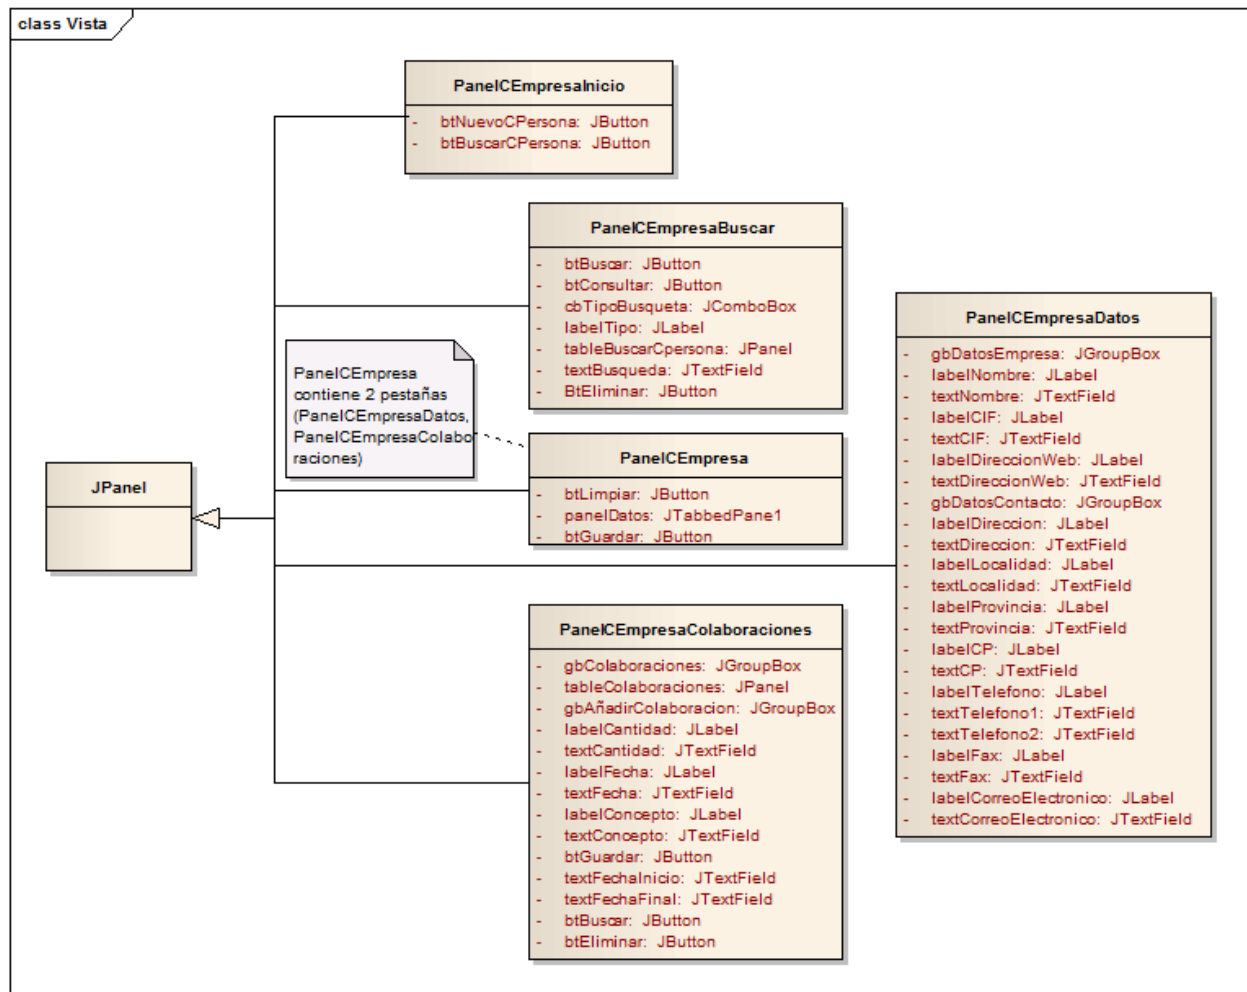 class Vista
PanelCEmpresaInicio
- btNuevoCPersona: JButton
- btBuscarCPersona: JButton
PanelCEmpresaBuscar
- btBuscar: JButton
- btConsultar: JButton
- cbTipoBusqueta: JComboBox
- labelTipo: JLabel
- tableBuscarCpersona: JPanel
- textBusqueda: JTextField
- BtEliminar: JButton
PanelCEmpresa
contiene 2 pestañas
(PanelCEmpresaDatos,
PanelCEmpresaColabo
raciones)
JPanel
PanelCEmpresa
- btLimpiar: JButton
- panelDatos: JTabbedPane1
- btGuardar: JButton
PanelCEmpresaDatos
- gbDatosEmpresa: JGroupBox
- labelNombre: JLabel
- textNombre: JTextField
- labelCIF: JLabel
- textCIF: JTextField
- labelDireccionWeb: JLabel
- textDireccionWeb: JTextField
- gbDatosContacto: JGroupBox
- labelDireccion: JLabel
- textDireccion: JTextField
- labelLocalidad: JLabel
- textLocalidad: JTextField
- labelProvincia: JLabel
- textProvincia: JTextField
- labelCP: JLabel
- textCP: JTextField
- labelTelefono: JLabel
- textTelefono1: JTextField
- textTelefono2: JTextField
- labelFax: JLabel
- textFax: JTextField
- labelCorreoElectronico: JLabel
- textCorreoElectronico: JTextField
PanelCEmpresaColaboraciones
- gbColaboraciones: JGroupBox
- tableColaboraciones: JPanel
- gbAñadirColaboracion: JGroupBox
- labelCantidad: JLabel
- textCantidad: JTextField
- labelFecha: JLabel
- textFecha: JTextField
- labelConcepto: JLabel
- textConcepto: JTextField
- btGuardar: JButton
- textFechaInicio: JTextField
- textFechaFinal: JTextField
- btBuscar: JButton
- btEliminar: JButton